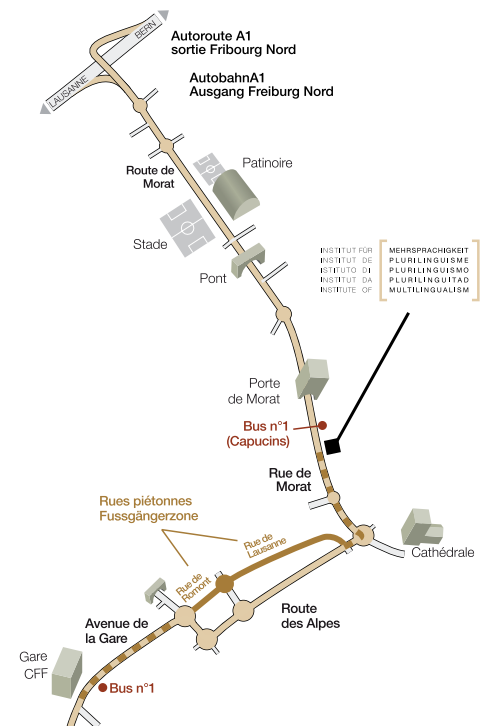 BERN
LAUSANNE
Autoroute A1
sortie Fribourg Nord
AutobahnA1
Ausgang Freiburg Nord
Patinoire
Route de
Morat
Stade
Pont
INSTITUT FÜR MEHRSPRACHIGKEIT
INSTITUT DE PLURILINGUISME
ISTITUTO DI PLURILINGUISMO
INSTITUT DA PLURILINGUITAD
INSTITUTE OF MULTILINGUALISM
Porte
de Morat
Bus n°1
(Capucins)
Rue de
Morat
Rues piétonnes
Fussgängerzone
Rue de
Lausanne
Cathédrale
Rue de
Romont
Avenue de
la Gare
Route
des Alpes
Gare
CFF
Bus n°1